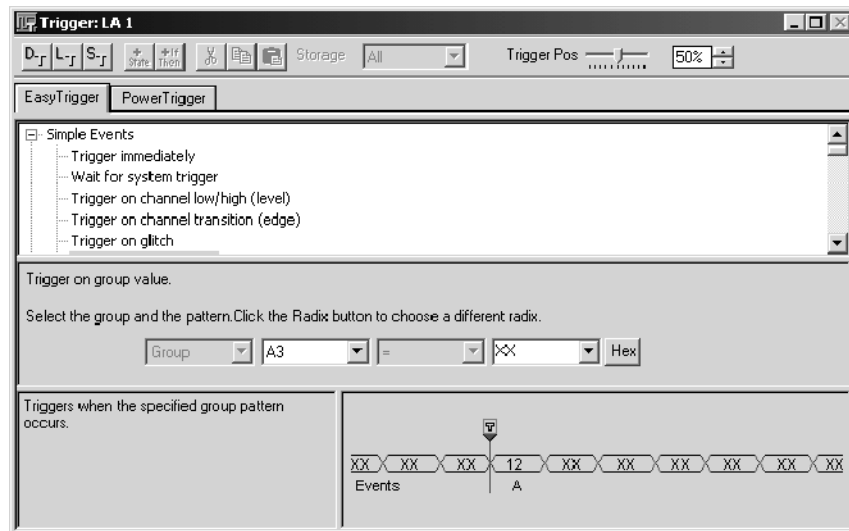 Trigger: LA 1
D- L- S- +State +If Then Storage All Trigger Pos 50%
EasyTrigger PowerTrigger
Simple Events
Trigger immediately
Wait for system trigger
Trigger on channel low/high (level)
Trigger on channel transition (edge)
Trigger on glitch
Trigger on group value.
Select the group and the pattern.Click the Radix button to choose a different radix.
Group A3 = XX Hex
Triggers when the specified group pattern
occurs.
T
XX XX XX 12 XX XX XX XX XX XX
Events A